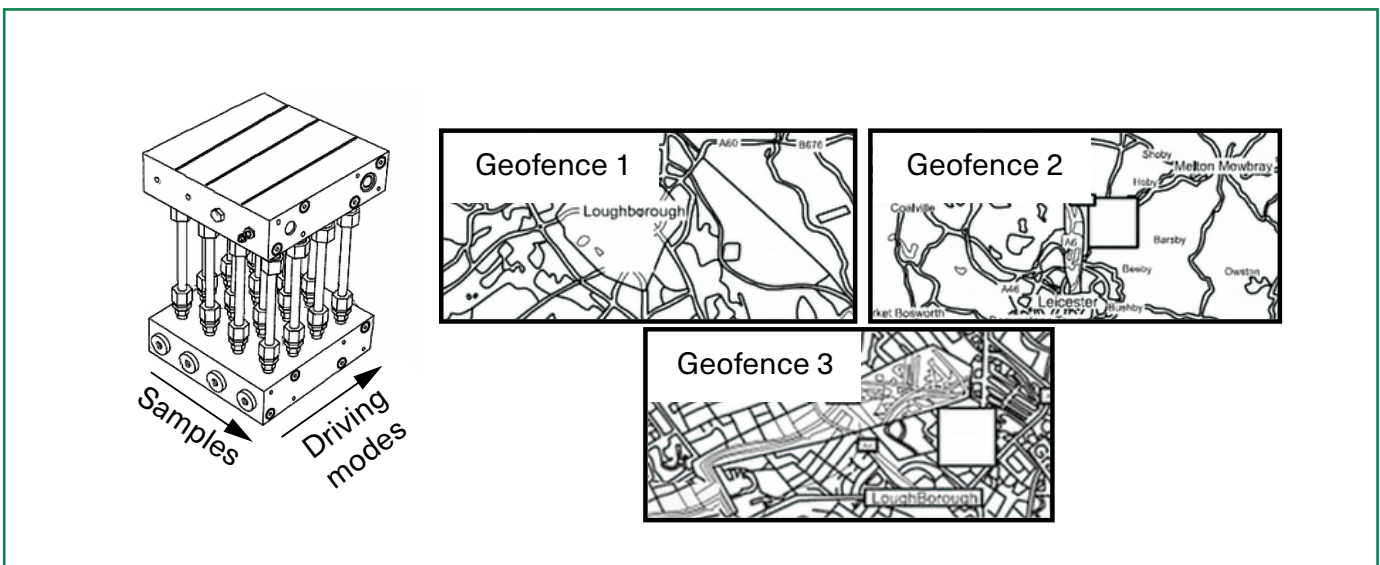 Geofence 1
A60
B676
Loughborough
Geofence 2
Shoby
Melton Mowbray
Hoby
Coalville
A6
Barsby
Beeby
Owston
A46
Leicester
Bushby
rket Bosworth
Geofence 3
LoughBorough
Samples
Driving
modes